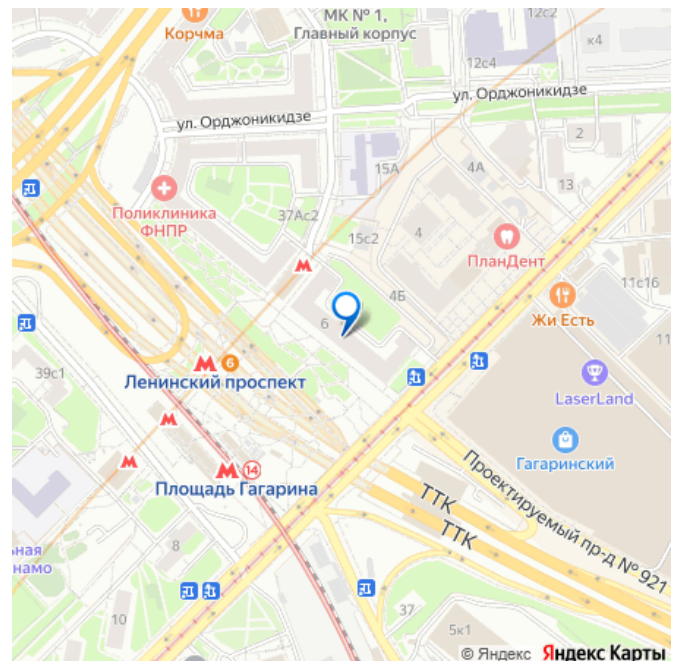 Корчма
МК № 1,
Главный корпус
12с2
к4
12с4
ул. Орджоникидзе
ул. Орджоникидзе
2
15А
4А
13
Поликлиника
ФНПР
37Ас2
15с2
4
ПланДент
11с16
4Б
6
Жи Есть
11
39с1
6
Ленинский проспект
LaserLand
Гагаринский
14
Площадь Гагарина
Проектируемый пр-д № 921
ТТК
ТТК
ьная
намо
8
10
37
5к1
© Яндекс Яндекс Карты